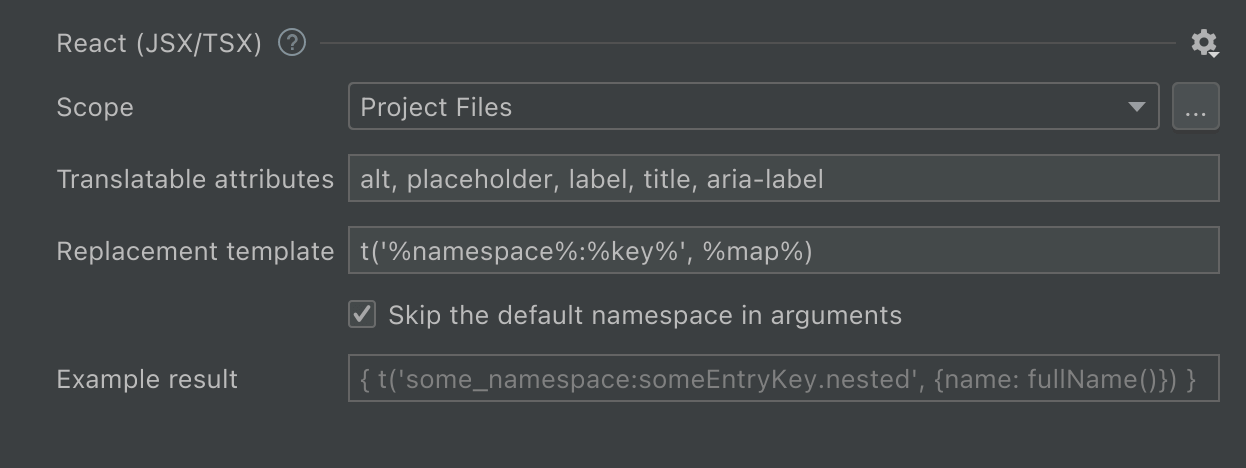 React (JSX/TSX) ?
Scope
Project Files
...
Translatable attributes
alt, placeholder, label, title, aria-label
Replacement template
t('%namespace%:%key%', %map%)
Skip the default namespace in arguments
Example result
{ t('some_namespace:someEntryKey.nested', {name: fullName()}) }